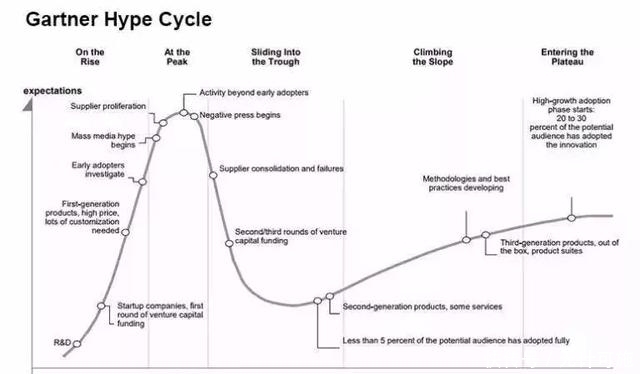 Gartner Hype Cycle
On the
Rise
At the
Peak
Sliding Into
the Trough
Climbing
the Slope
Entering the
Plateau
expectations
Activity beyond early adopters
Supplier proliferation
Negative press begins
Mass media hype
begins
Early adopters
investigate
First-generation
products, high price,
lots of customization
needed
Startup companies, first
round of venture capital
funding
R&D
Supplier consolidation and failures
Second/third rounds of venture
capital funding
Less than 5 percent of the potential audience has adopted fully
Second-generation products, some services
Methodologies and best
practices developing
Third-generation products, out of
the box, product suites
High-growth adoption
phase starts:
20 to 30
percent of the potential
audience has adopted
the innovation